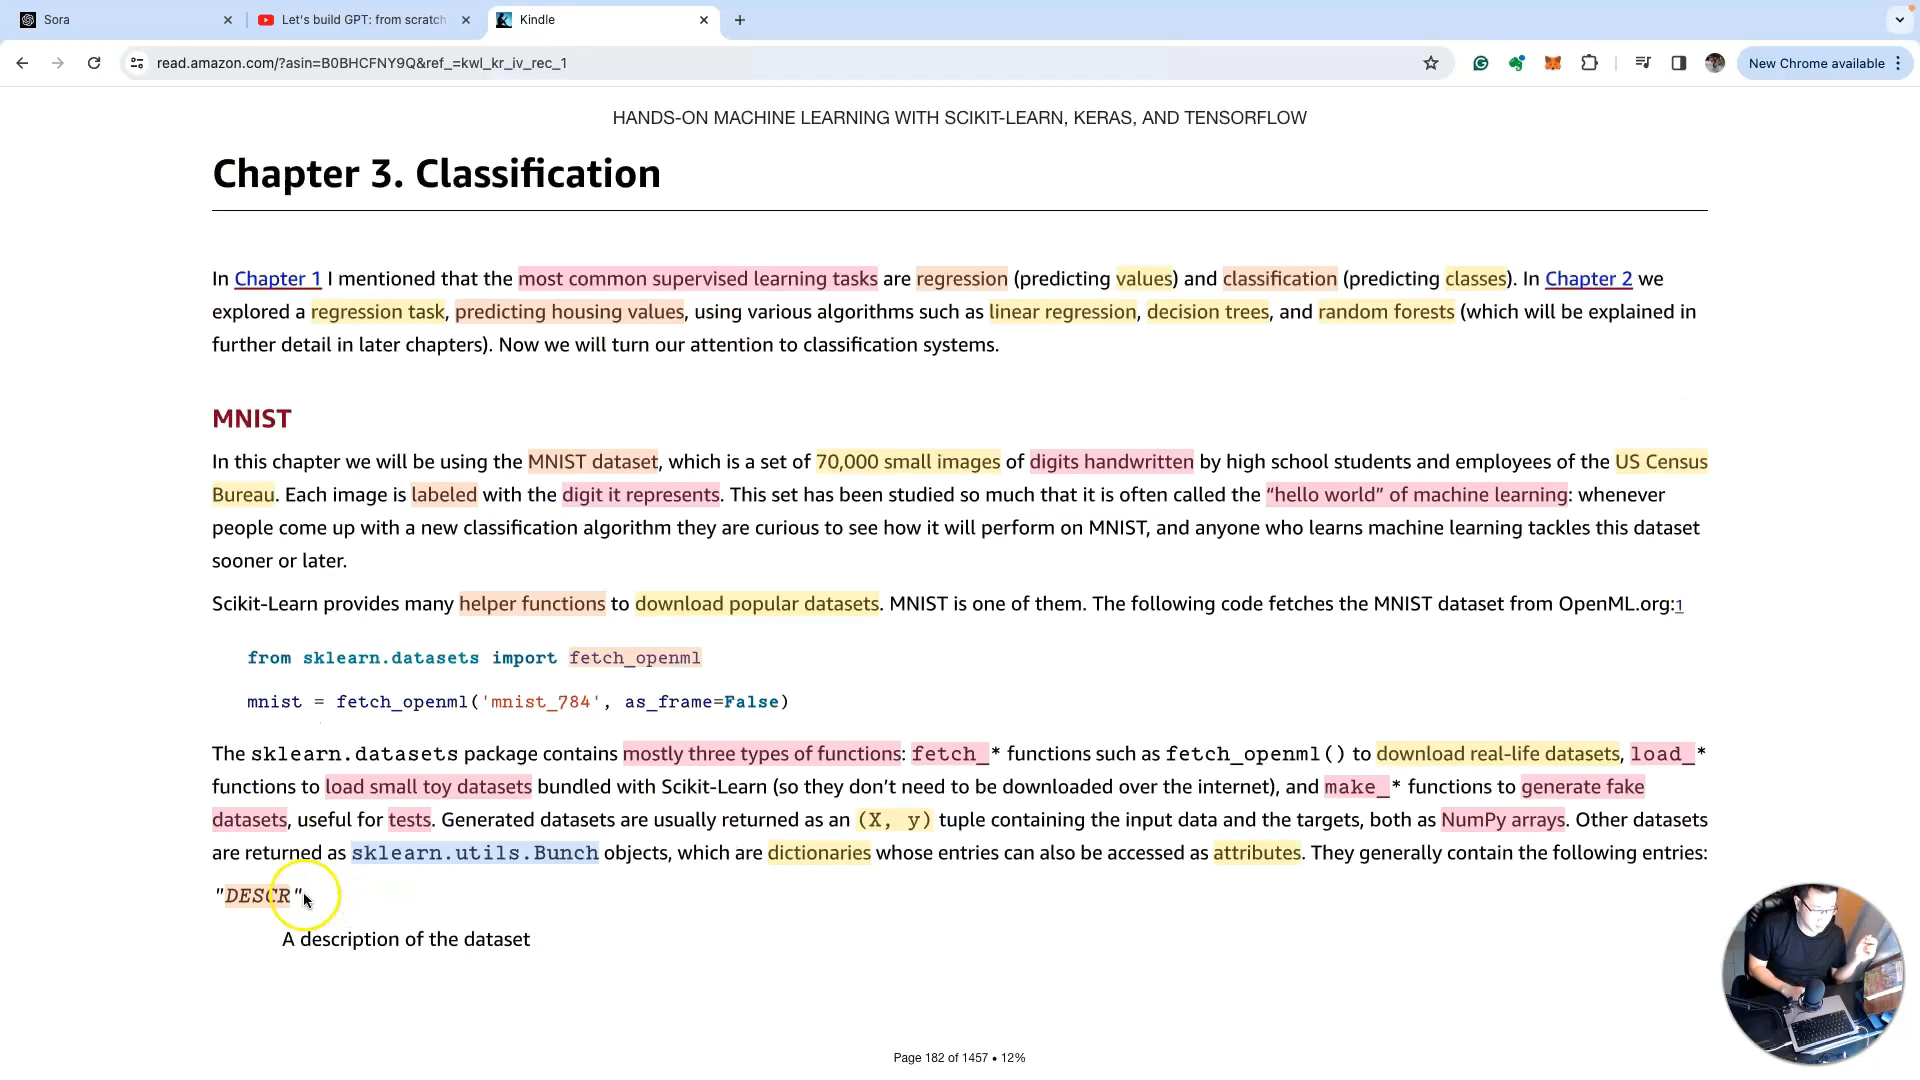 Sora
Let's build GPT: from scratch
Kindle
read.amazon.com/?asin=B0BHCFNY9Q&ref_=kwl_kr_iv_rec_1
New Chrome available
HANDS-ON MACHINE LEARNING WITH SCIKIT-LEARN, KERAS, AND TENSORFLOW
Chapter 3. Classification
In Chapter 1 I mentioned that the most common supervised learning tasks are regression (predicting values) and classification (predicting classes). In Chapter 2 we
explored a regression task, predicting housing values, using various algorithms such as linear regression, decision trees, and random forests (which will be explained in
further detail in later chapters). Now we will turn our attention to classification systems.
MNIST
In this chapter we will be using the MNIST dataset, which is a set of 70,000 small images of digits handwritten by high school students and employees of the US Census
Bureau. Each image is labeled with the digit it represents. This set has been studied so much that it is often called the “hello world” of machine learning: whenever
people come up with a new classification algorithm they are curious to see how it will perform on MNIST, and anyone who learns machine learning tackles this dataset
sooner or later.
Scikit-Learn provides many helper functions to download popular datasets. MNIST is one of them. The following code fetches the MNIST dataset from OpenML.org:1
from sklearn.datasets import fetch_openml
mnist = fetch_openml('mnist_784', as_frame=False)
The sklearn.datasets package contains mostly three types of functions: fetch_* functions such as fetch_openml() to download real-life datasets, load_*
functions to load small toy datasets bundled with Scikit-Learn (so they don’t need to be downloaded over the internet), and make_* functions to generate fake
datasets, useful for tests. Generated datasets are usually returned as an (X, y) tuple containing the input data and the targets, both as NumPy arrays. Other datasets
are returned as sklearn.utils.Bunch objects, which are dictionaries whose entries can also be accessed as attributes. They generally contain the following entries:
"DESCR"
A description of the dataset
Page 182 of 1457 • 12%